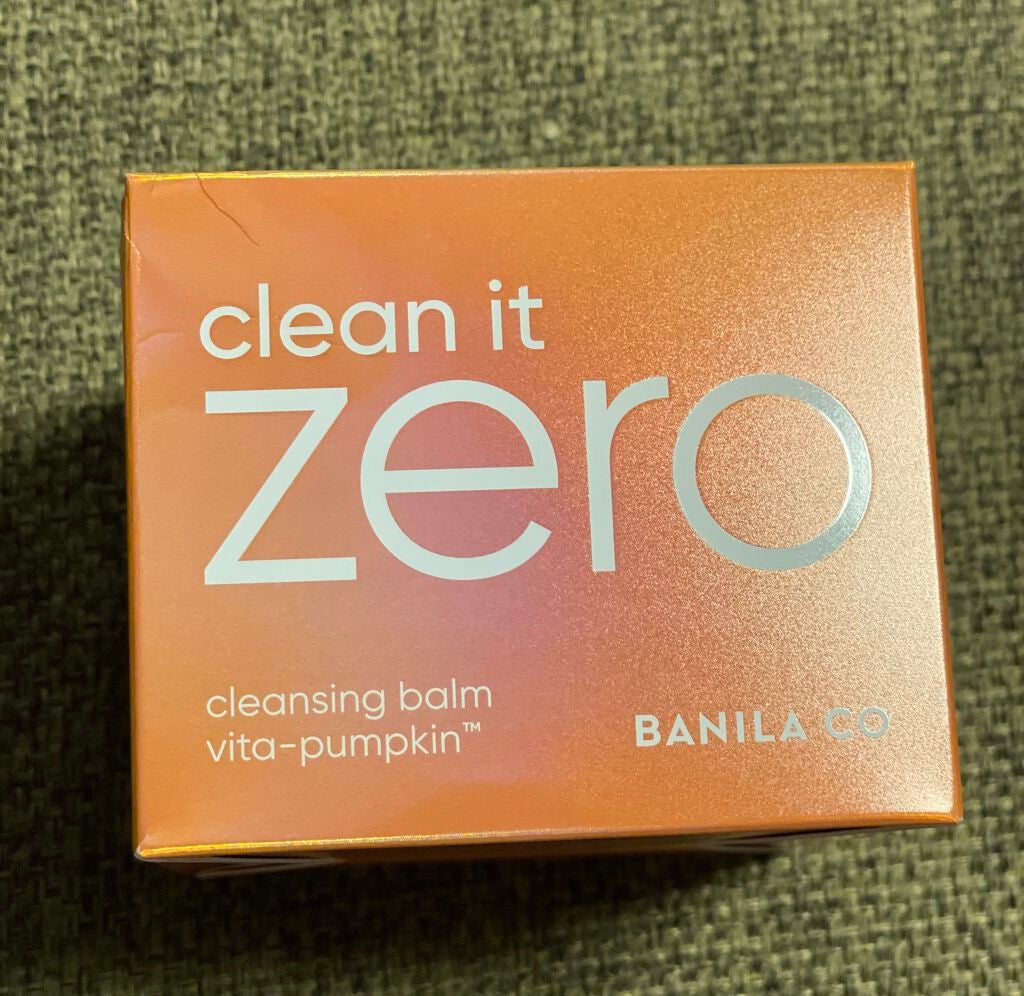 clean it
zero
cleansing balm
vita-pumpkin™
BANILA CO